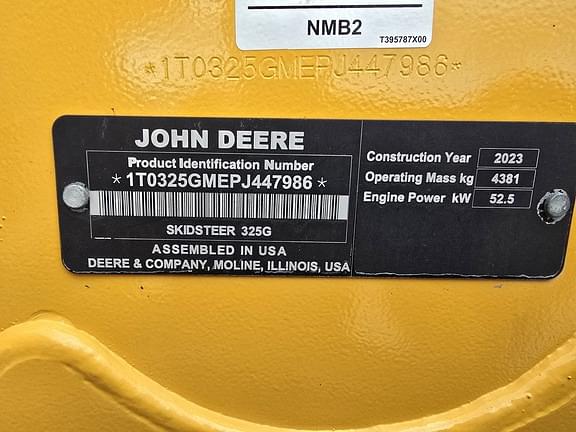 NMB2
T395787X00
*1T0325GMEPJ447986*
JOHN DEERE
Product Identification Number
*1T0325GMEPJ447986*
SKIDSTEER 325G
ASSEMBLED IN USA
DEERE & COMPANY, MOLINE, ILLINOIS, USA
Construction Year 2023
Operating Mass kg 4381
Engine Power kW 52.5